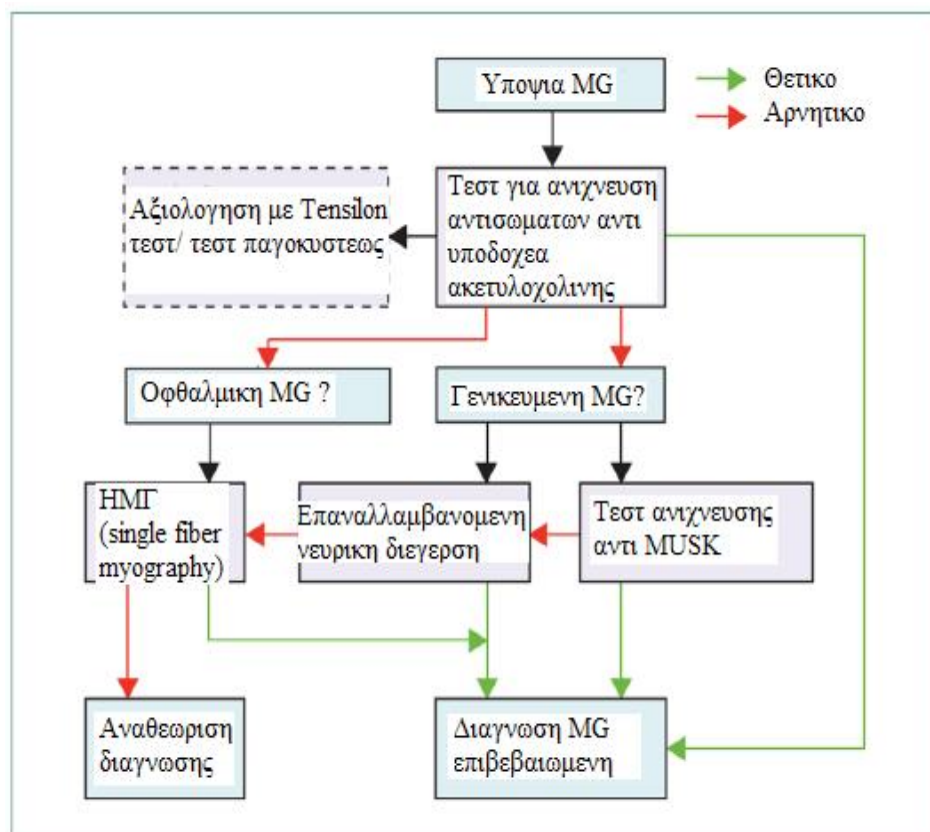 Υποψια MG
Θετικο
Αρνητικο
Τεστ για ανιχνευση
αντισωματων αντι
υποδοχεα
ακετυλοχολινης
Αξιολογηση με Tensilon
τεστ/ τεστ παγοκυστεως
Οφθαλμικη MG ?
Γενικευμενη MG?
ΗΜΓ
(single fiber
myography)
Επαναλλαμβανομενη
νευρικη διεγερση
Τεστ ανιχνευσης
αντι MUSK
Αναθεωριση
διαγνωσης
Διαγνωση MG
επιβεβαιωμενη